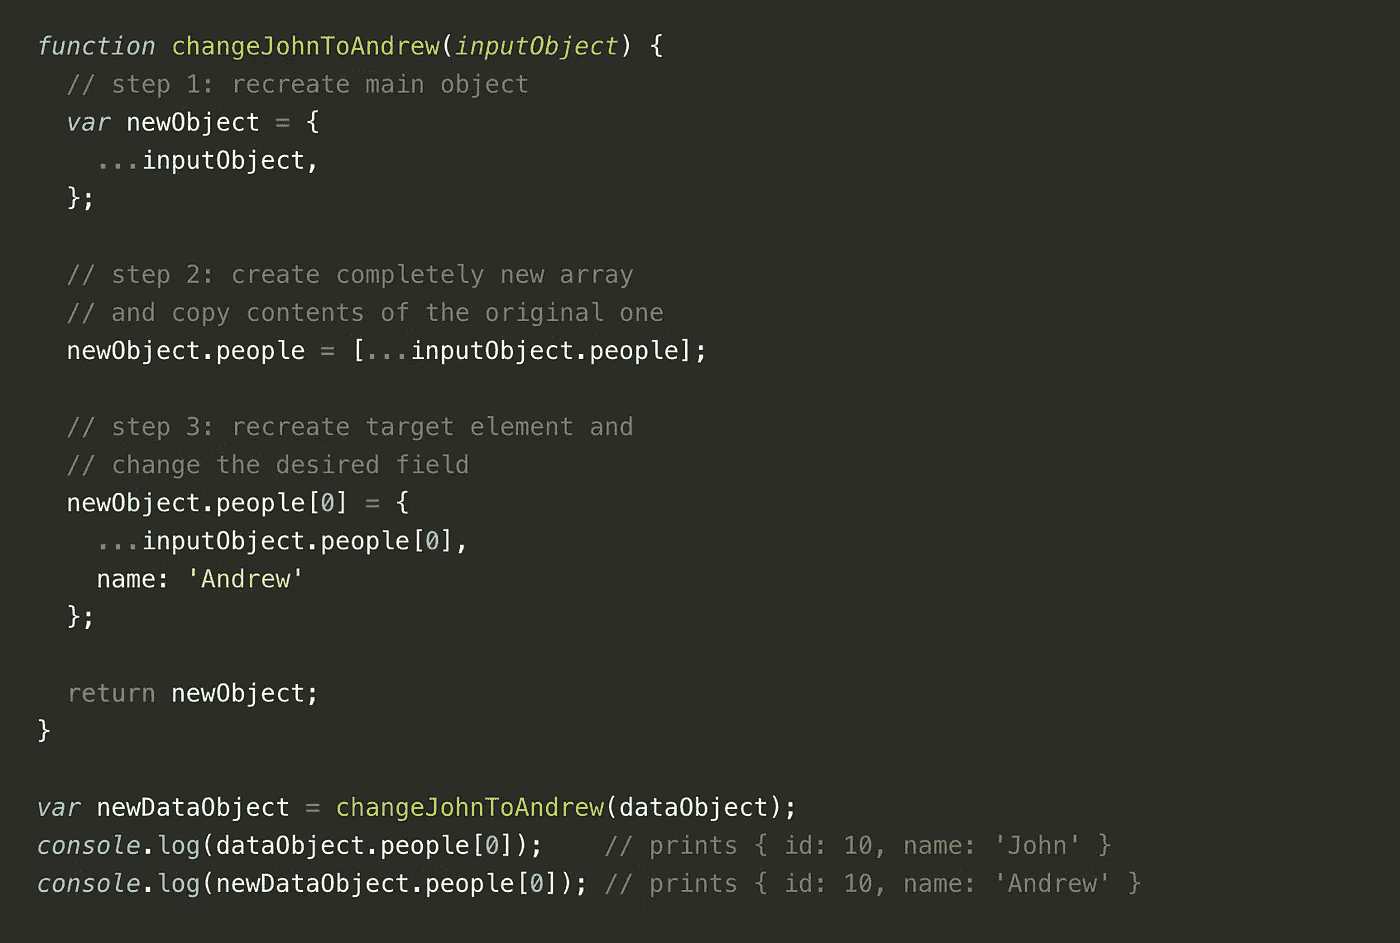 function changeJohnToAndrew(inputObject) {
  // step 1: recreate main object
  var newObject = {
    ...inputObject,
  };

  // step 2: create completely new array
  // and copy contents of the original one
  newObject.people = [...inputObject.people];

  // step 3: recreate target element and
  // change the desired field
  newObject.people[0] = {
    ...inputObject.people[0],
    name: 'Andrew'
  };

  return newObject;
}

var newDataObject = changeJohnToAndrew(dataObject);
console.log(dataObject.people[0]);    // prints { id: 10, name: 'John' }
console.log(newDataObject.people[0]); // prints { id: 10, name: 'Andrew' }